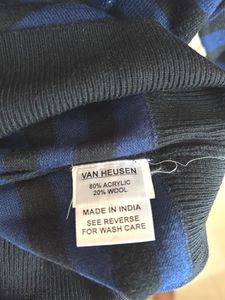 VAN HEUSEN
80% ACRYLIC
20% WOOL
MADE IN INDIA
SEE REVERSE
FOR WASH CARE